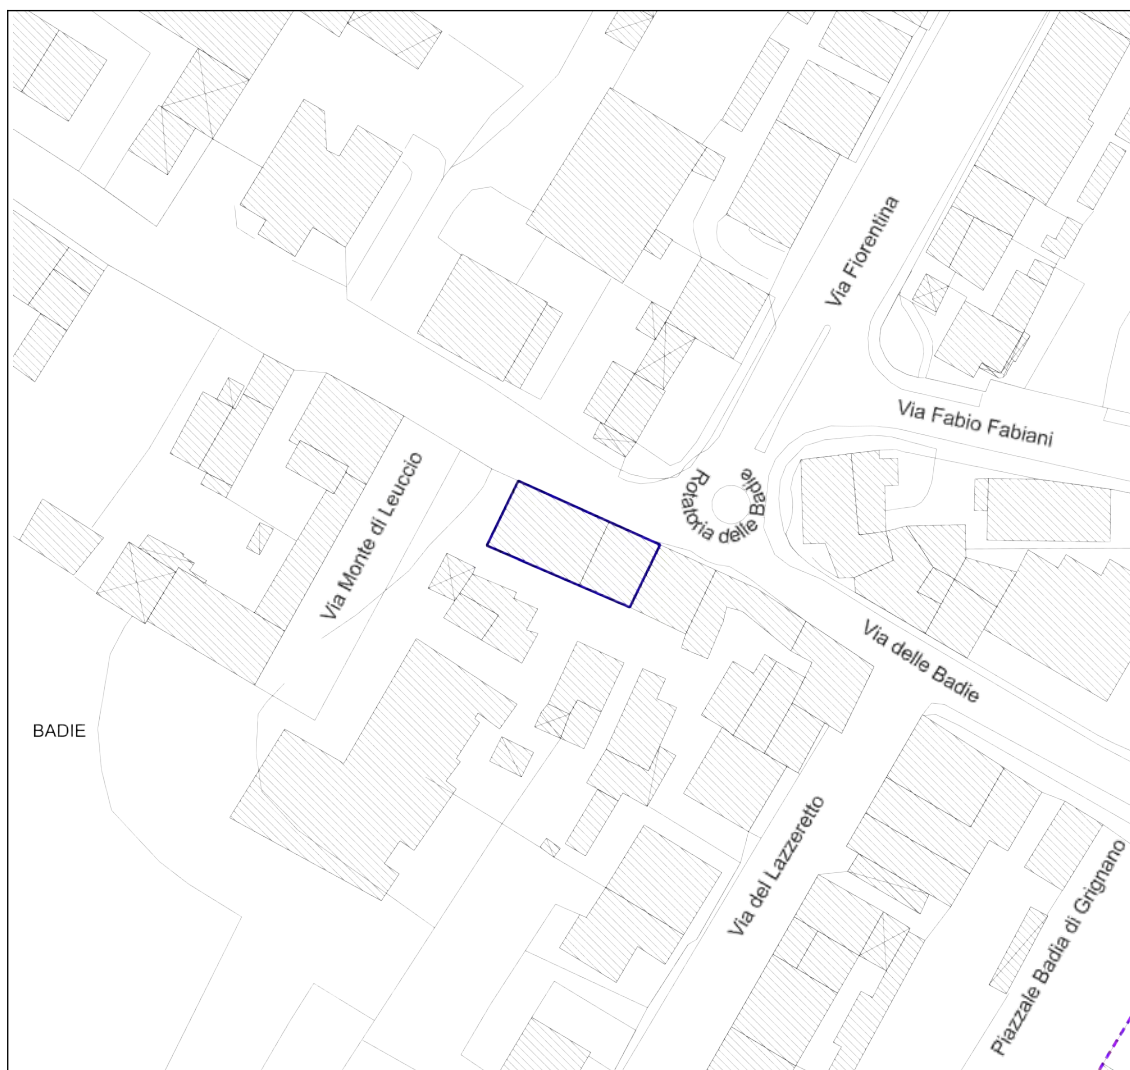 Via Fiorentina
Via Fabio Fabiani
Rotatoria delle Badie
Via Monte di Leuccio
Via delle Badie
BADIE
Via del Lazzeretto
Piazzale Badia di Grignano